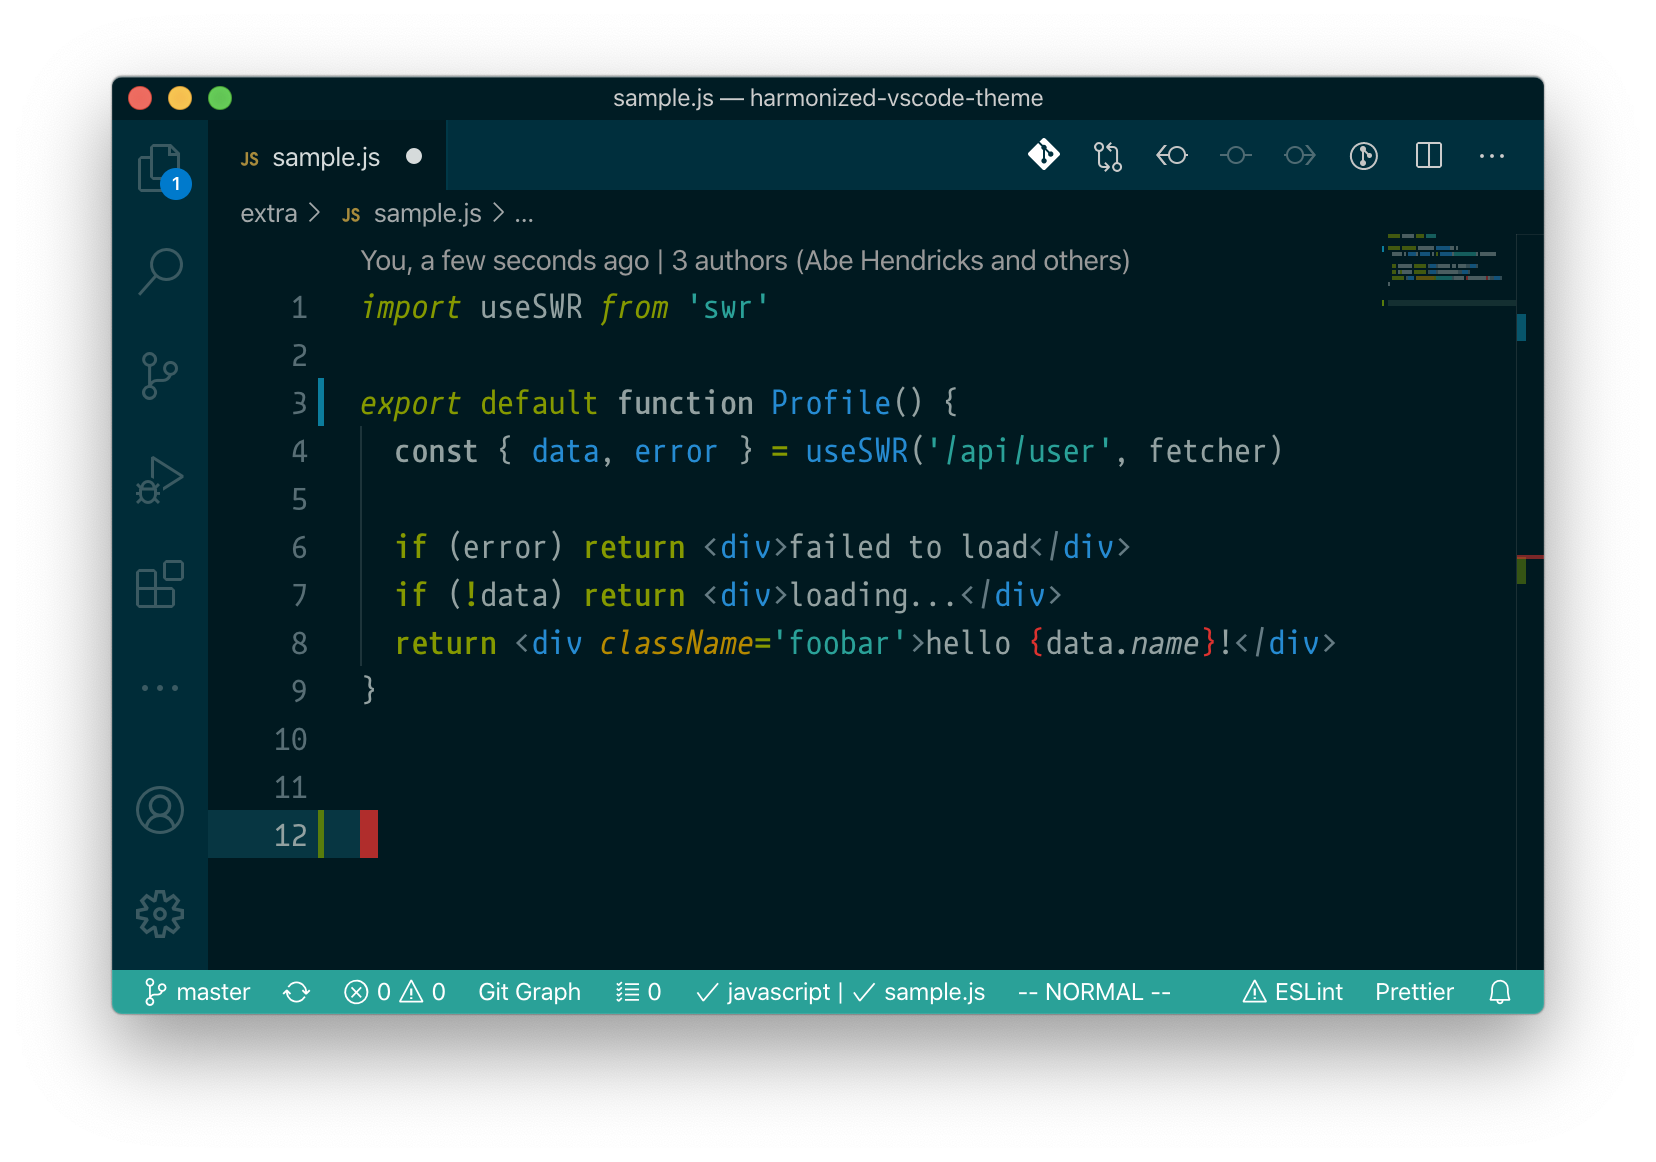 sample.js — harmonized-vscode-theme
JS sample.js
1
extra > JS sample.js > ...
You, a few seconds ago | 3 authors (Abe Hendricks and others)
1 import useSWR from 'swr'
2
3 export default function Profile() {
4 const { data, error } = useSWR('/api/user', fetcher)
5
6 if (error) return <div>failed to load</div>
7 if (!data) return <div>loading...</div>
8 return <div className='foobar'>hello {data.name}!</div>
9 }
10
11
12
master 0 0 Git Graph 0 javascript | sample.js -- NORMAL -- ESLint Prettier